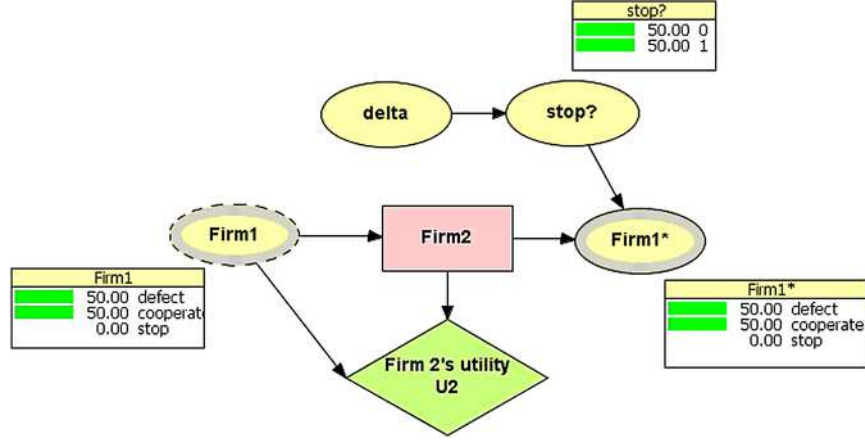 stop?
50.00 0
50.00 1
delta
stop?
Firm1
Firm2
Firm1*
Firm1
50.00 defect
50.00 cooperate
0.00 stop
Firm1*
50.00 defect
50.00 cooperate
0.00 stop
Firm 2's utility
U2